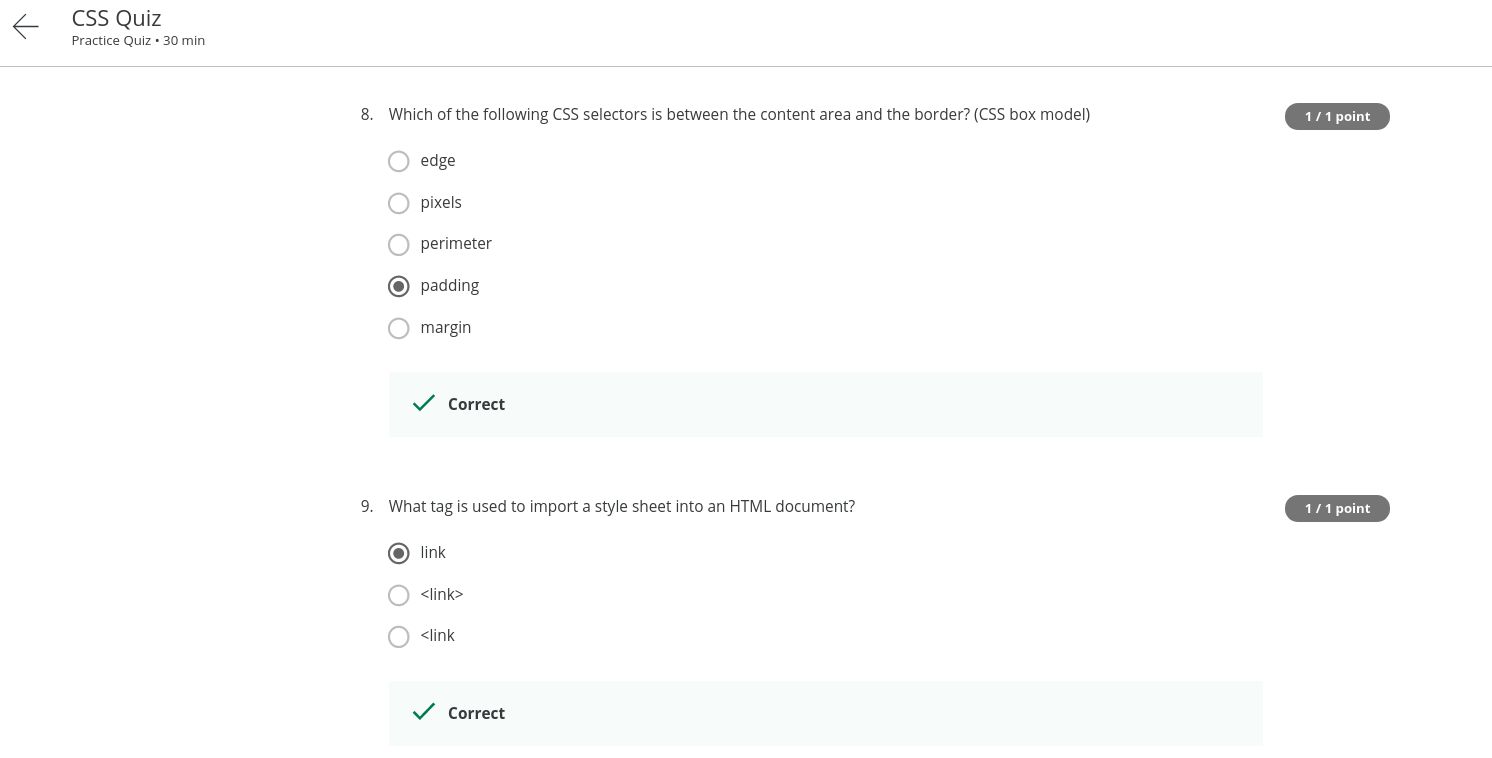 CSS Quiz
Practice Quiz • 30 min
8. Which of the following CSS selectors is between the content area and the border? (CSS box model)
1 / 1 point
edge
pixels
perimeter
padding
margin
Correct
9. What tag is used to import a style sheet into an HTML document?
1 / 1 point
link
<link>
<link
Correct